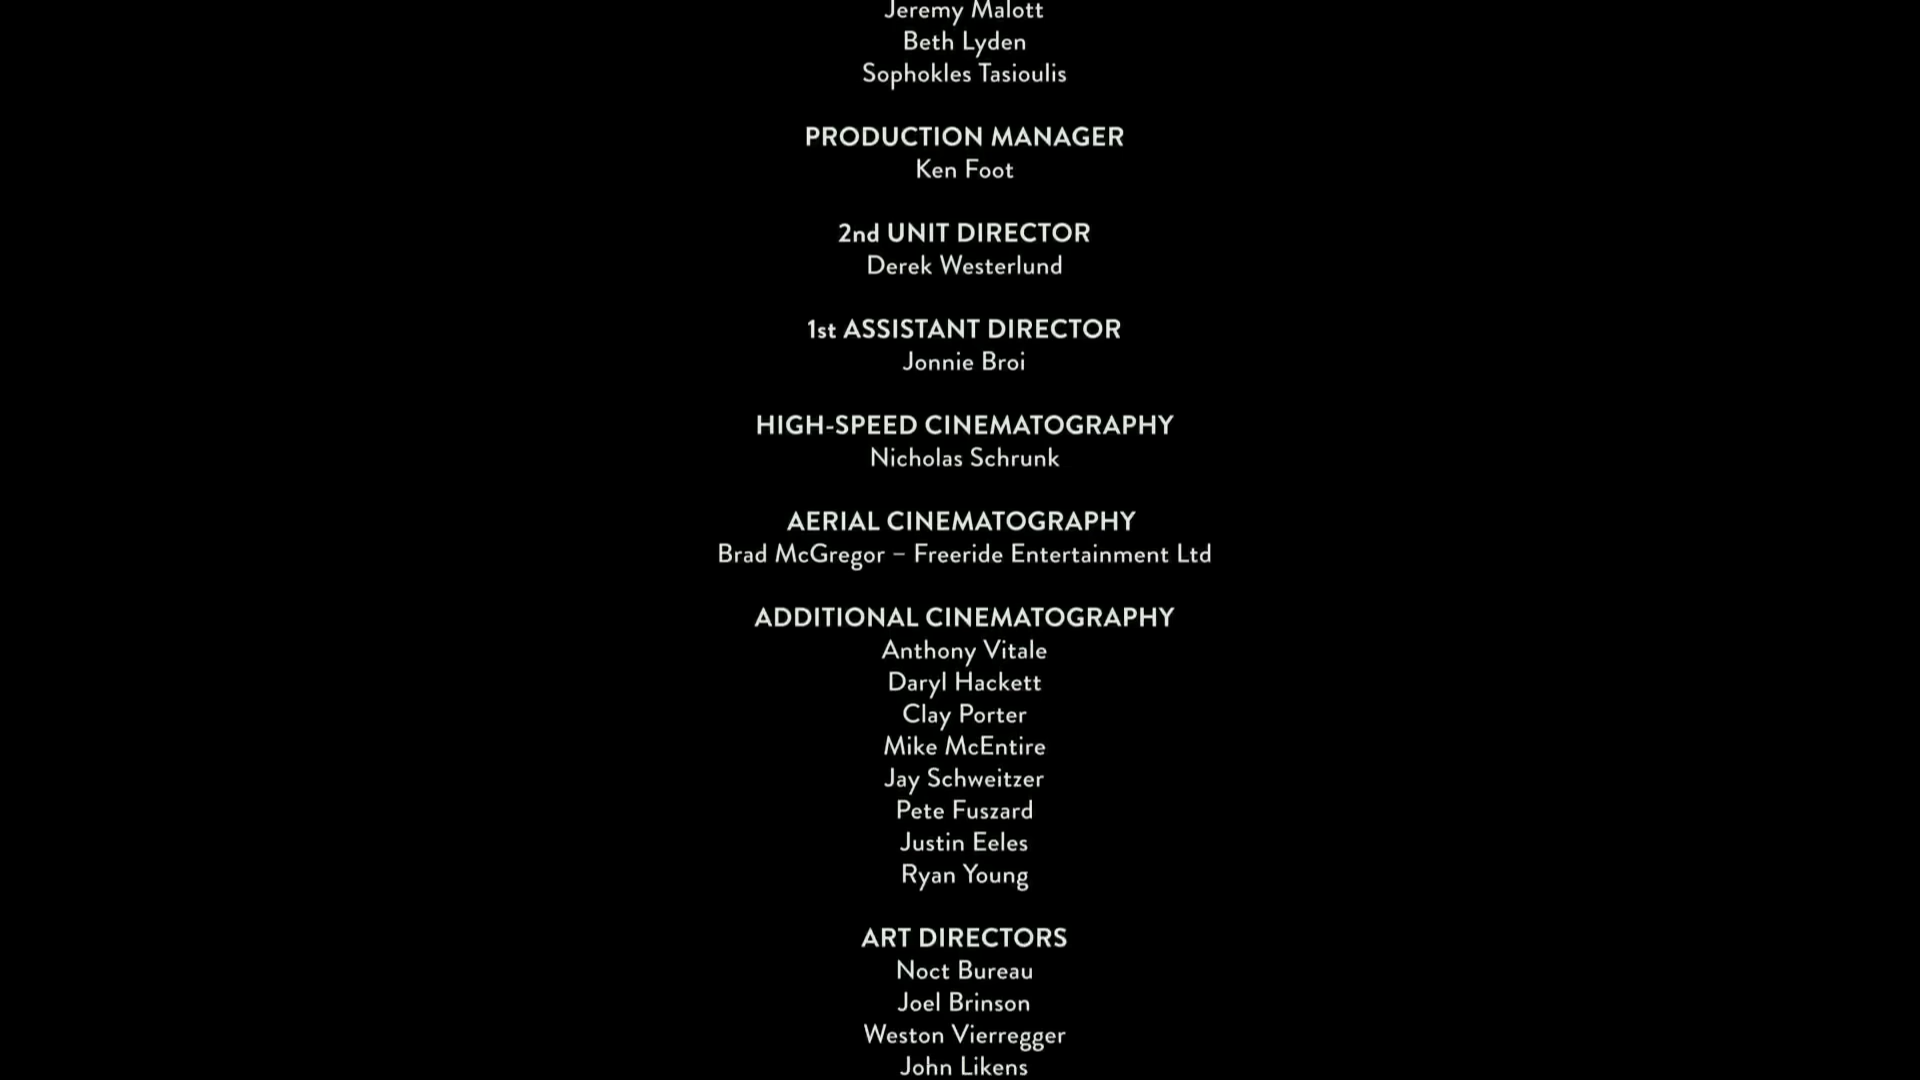 Jeremy Malott
Beth Lyden
Sophokles Tasioulis
PRODUCTION MANAGER
Ken Foot
2nd UNIT DIRECTOR
Derek Westerlund
1st ASSISTANT DIRECTOR
Jonnie Broi
HIGH-SPEED CINEMATOGRAPHY
Nicholas Schrunk
AERIAL CINEMATOGRAPHY
Brad McGregor – Freeride Entertainment Ltd
ADDITIONAL CINEMATOGRAPHY
Anthony Vitale
Daryl Hackett
Clay Porter
Mike McEntire
Jay Schweitzer
Pete Fuszard
Justin Eeles
Ryan Young
ART DIRECTORS
Noct Bureau
Joel Brinson
Weston Vierregger
John Likens